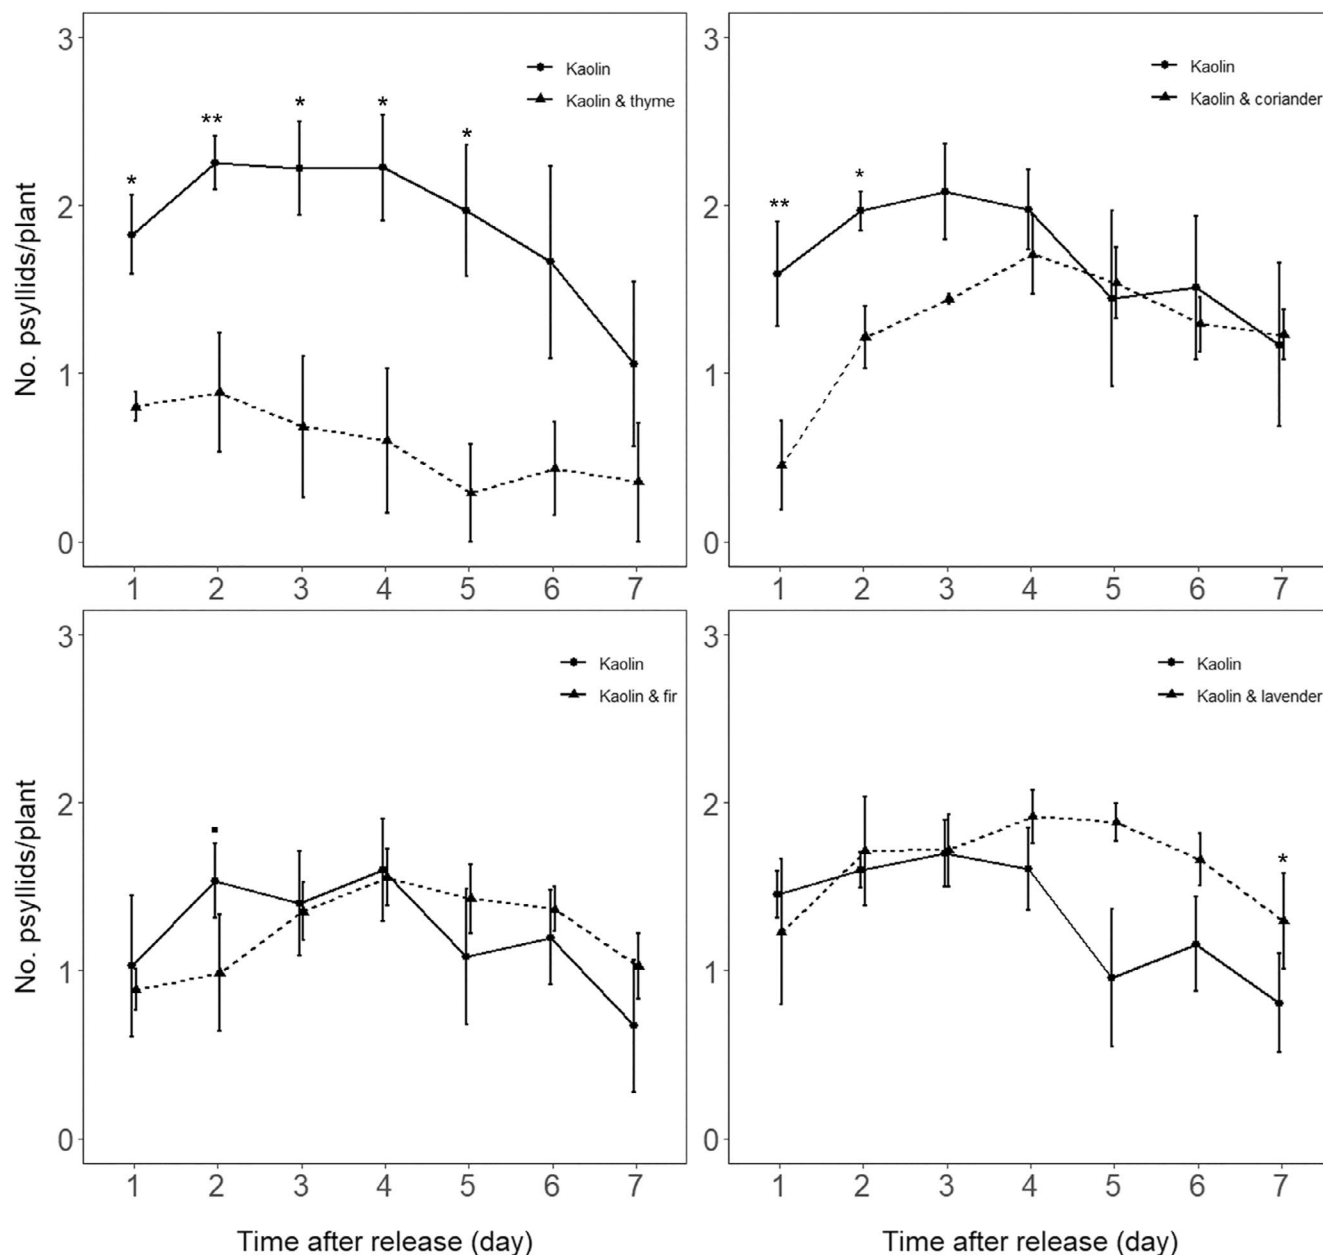 No. psyllids/plant
3
2
1
0
Kaolin
Kaolin & thyme
*
**
*
*
*
1 2 3 4 5 6 7
3
2
1
0
Kaolin
Kaolin & coriander
**
*
1 2 3 4 5 6 7
No. psyllids/plant
3
2
1
0
Kaolin
Kaolin & fir
1 2 3 4 5 6 7
Time after release (day)
3
2
1
0
Kaolin
Kaolin & lavender
*
1 2 3 4 5 6 7
Time after release (day)